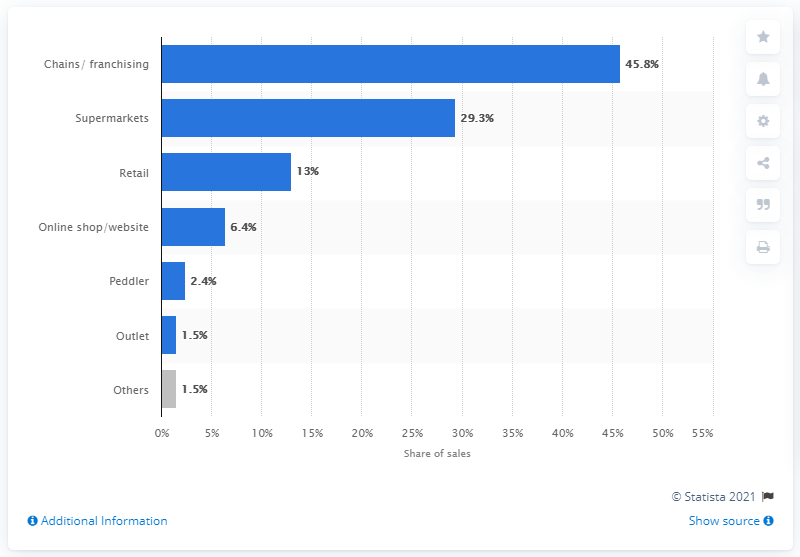 Chains/ franchising 45.8%
Supermarkets 29.3%
Retail 13%
Online shop/website 6.4%
Peddler 2.4%
Outlet 1.5%
Others 1.5%
0% 5% 10% 15% 20% 25% 30% 35% 40% 45% 50% 55%
Share of sales
© Statista 2021
Additional Information Show source